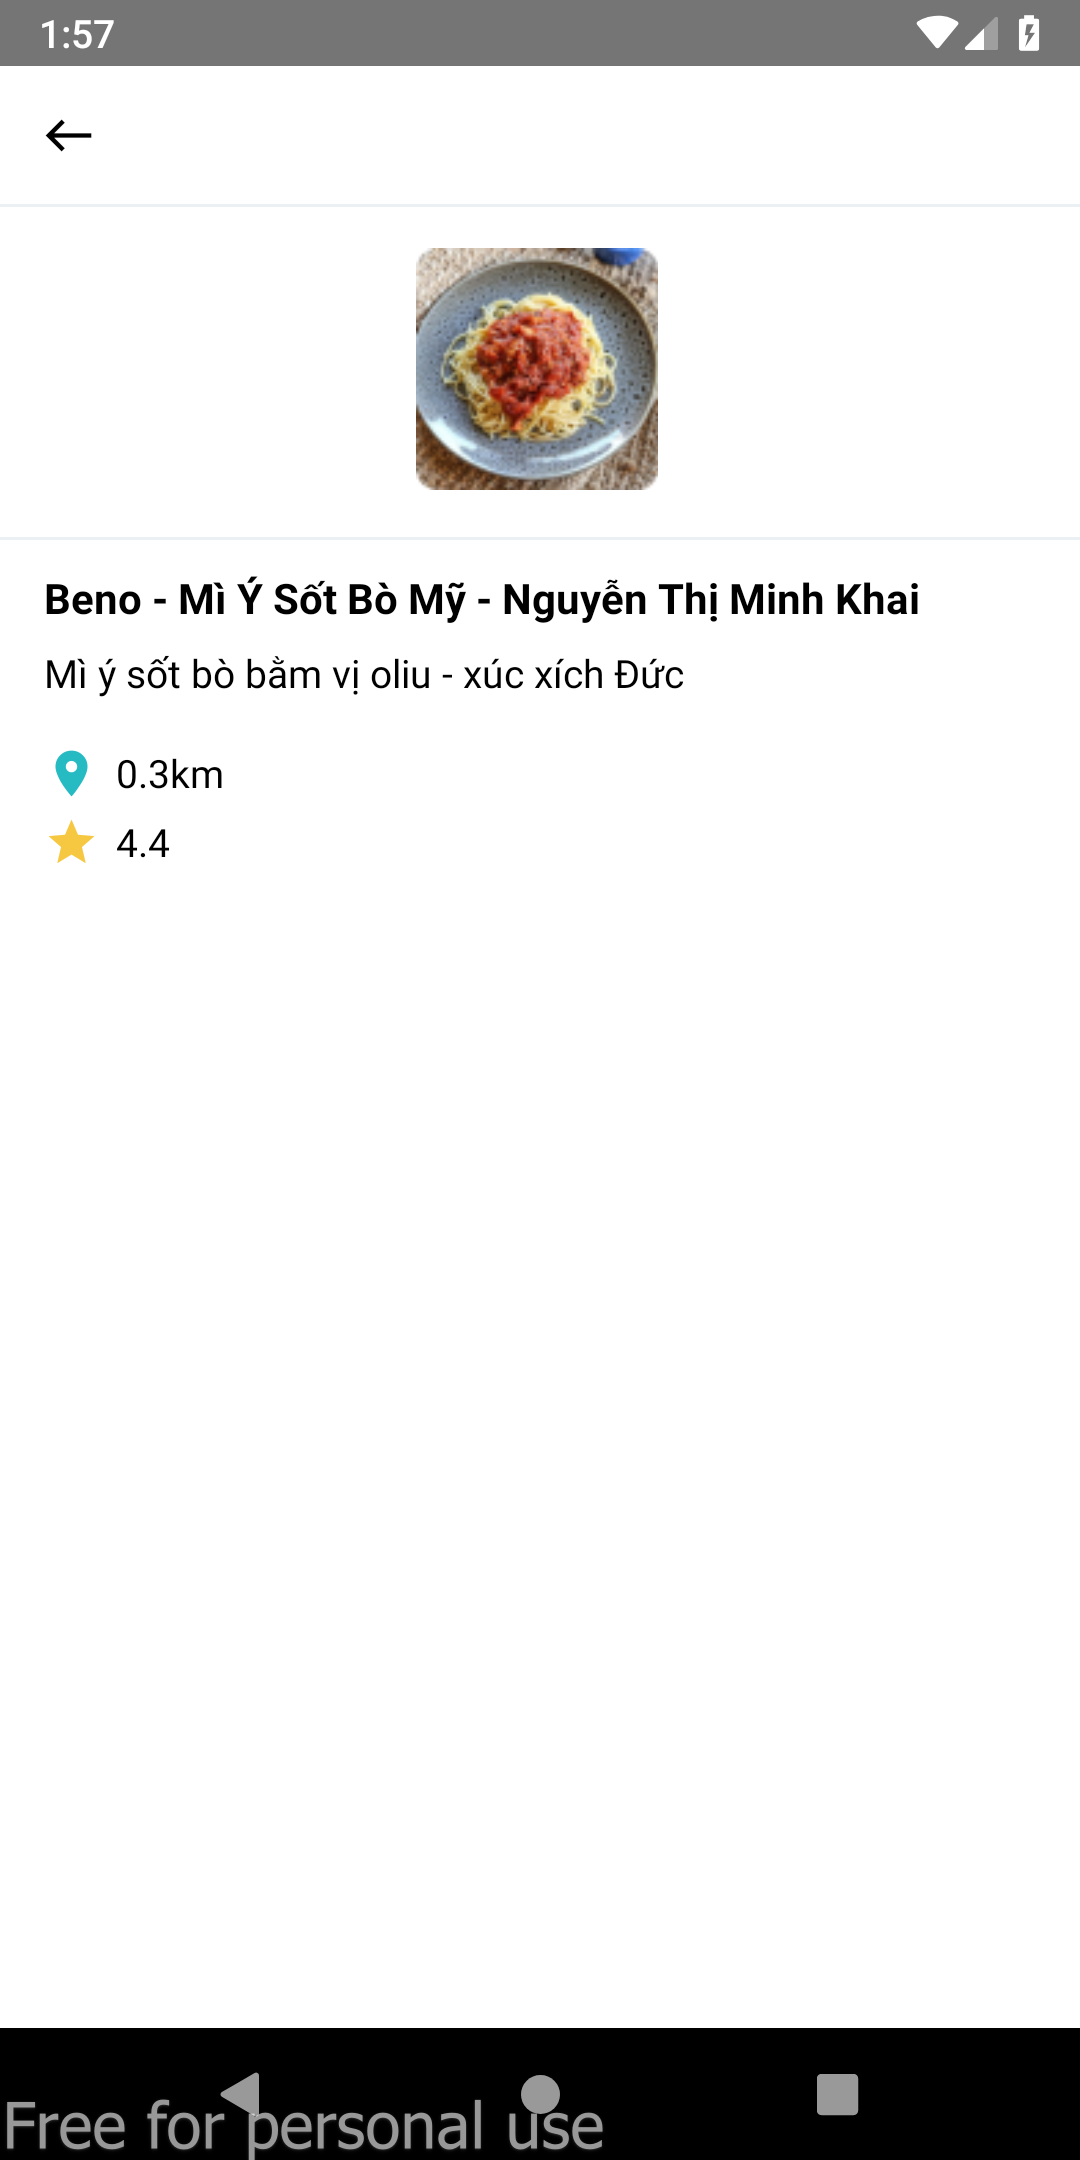 1:57
Beno - Mì Ý Sốt Bò Mỹ - Nguyễn Thị Minh Khai
Mì ý sốt bò bằm vị oliu - xúc xích Đức
0.3km
4.4
Free for personal use